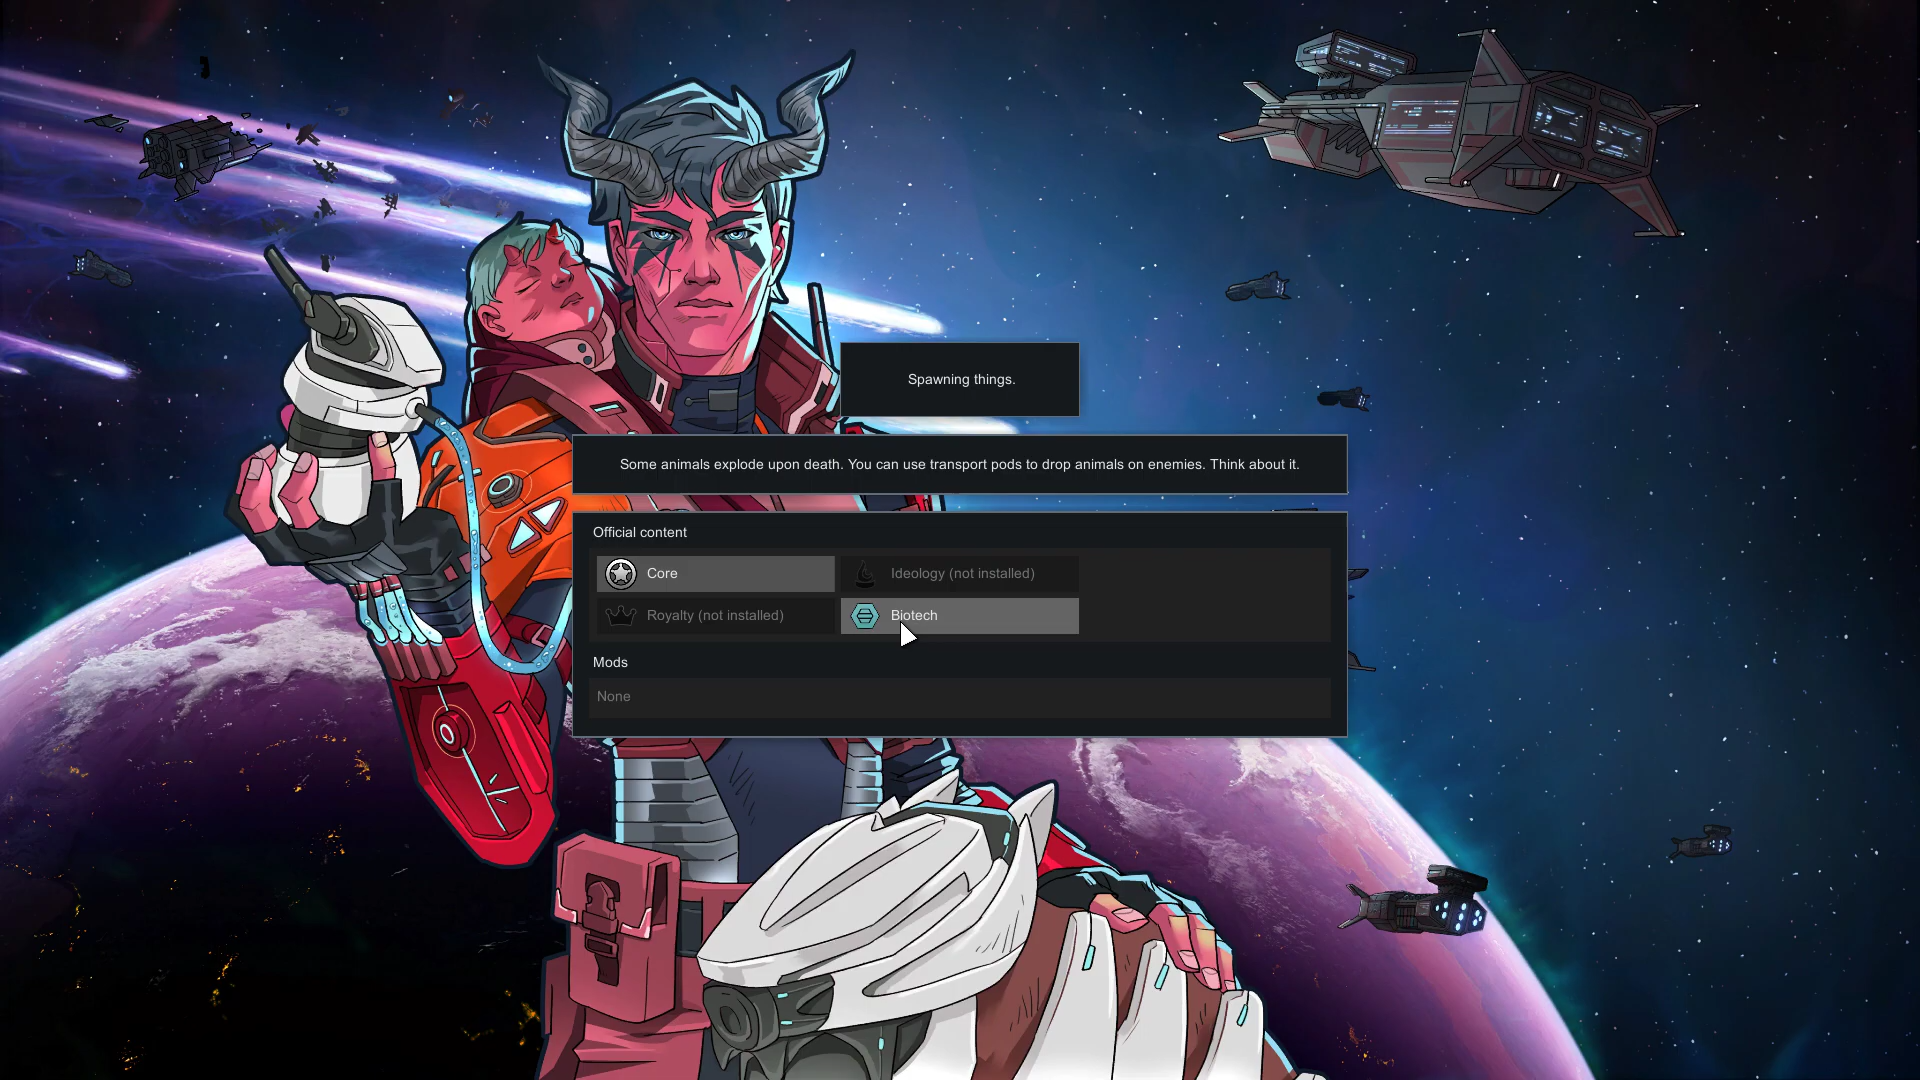 Spawning things.
Some animals explode upon death. You can use transport pods to drop animals on enemies. Think about it.
Official content
Core
Ideology (not installed)
Royalty (not installed)
Biotech
Mods
None